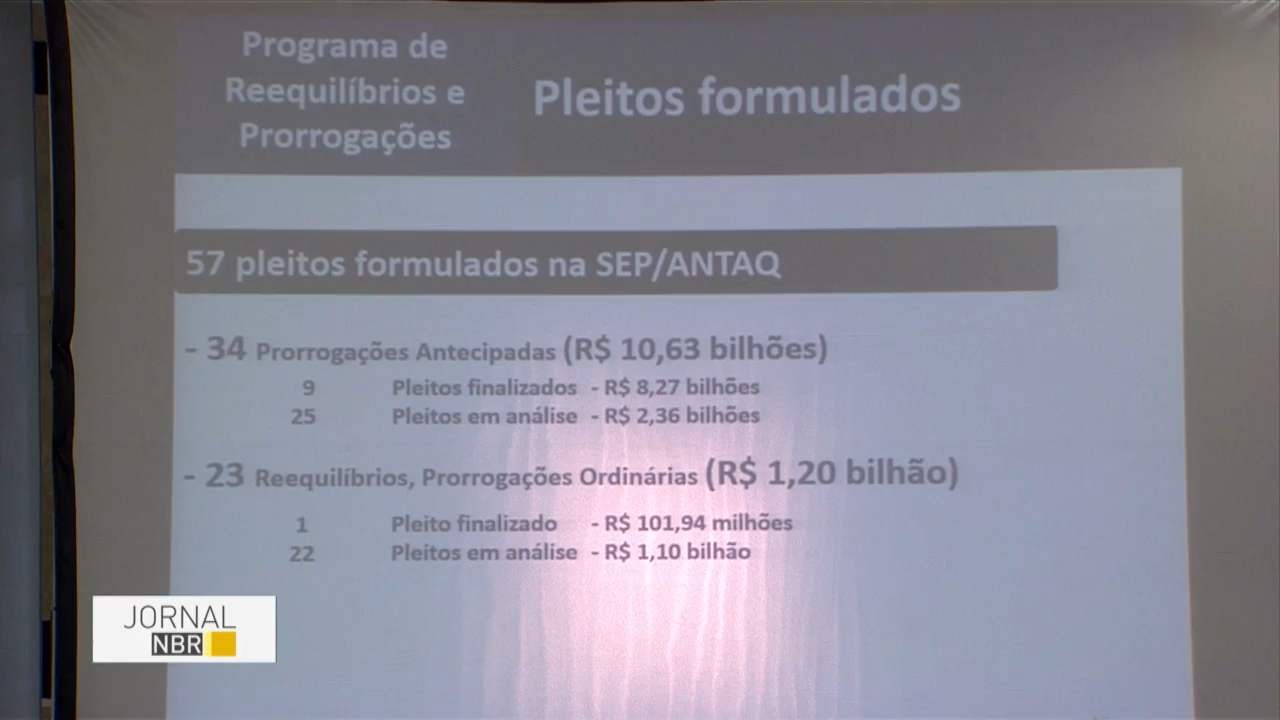 Programa de
Reequilíbrios e
Prorrogações
Pleitos formulados
57 pleitos formulados na SEP/ANTAQ
- 34 Prorrogações Antecipadas (R$ 10,63 bilhões)
9 Pleitos finalizados - R$ 8,27 bilhões
25 Pleitos em análise - R$ 2,36 bilhões
- 23 Reequilíbrios, Prorrogações Ordinárias (R$ 1,20 bilhão)
1 Pleito finalizado - R$ 101,94 milhões
22 Pleitos em análise - R$ 1,10 bilhão
JORNAL
NBR